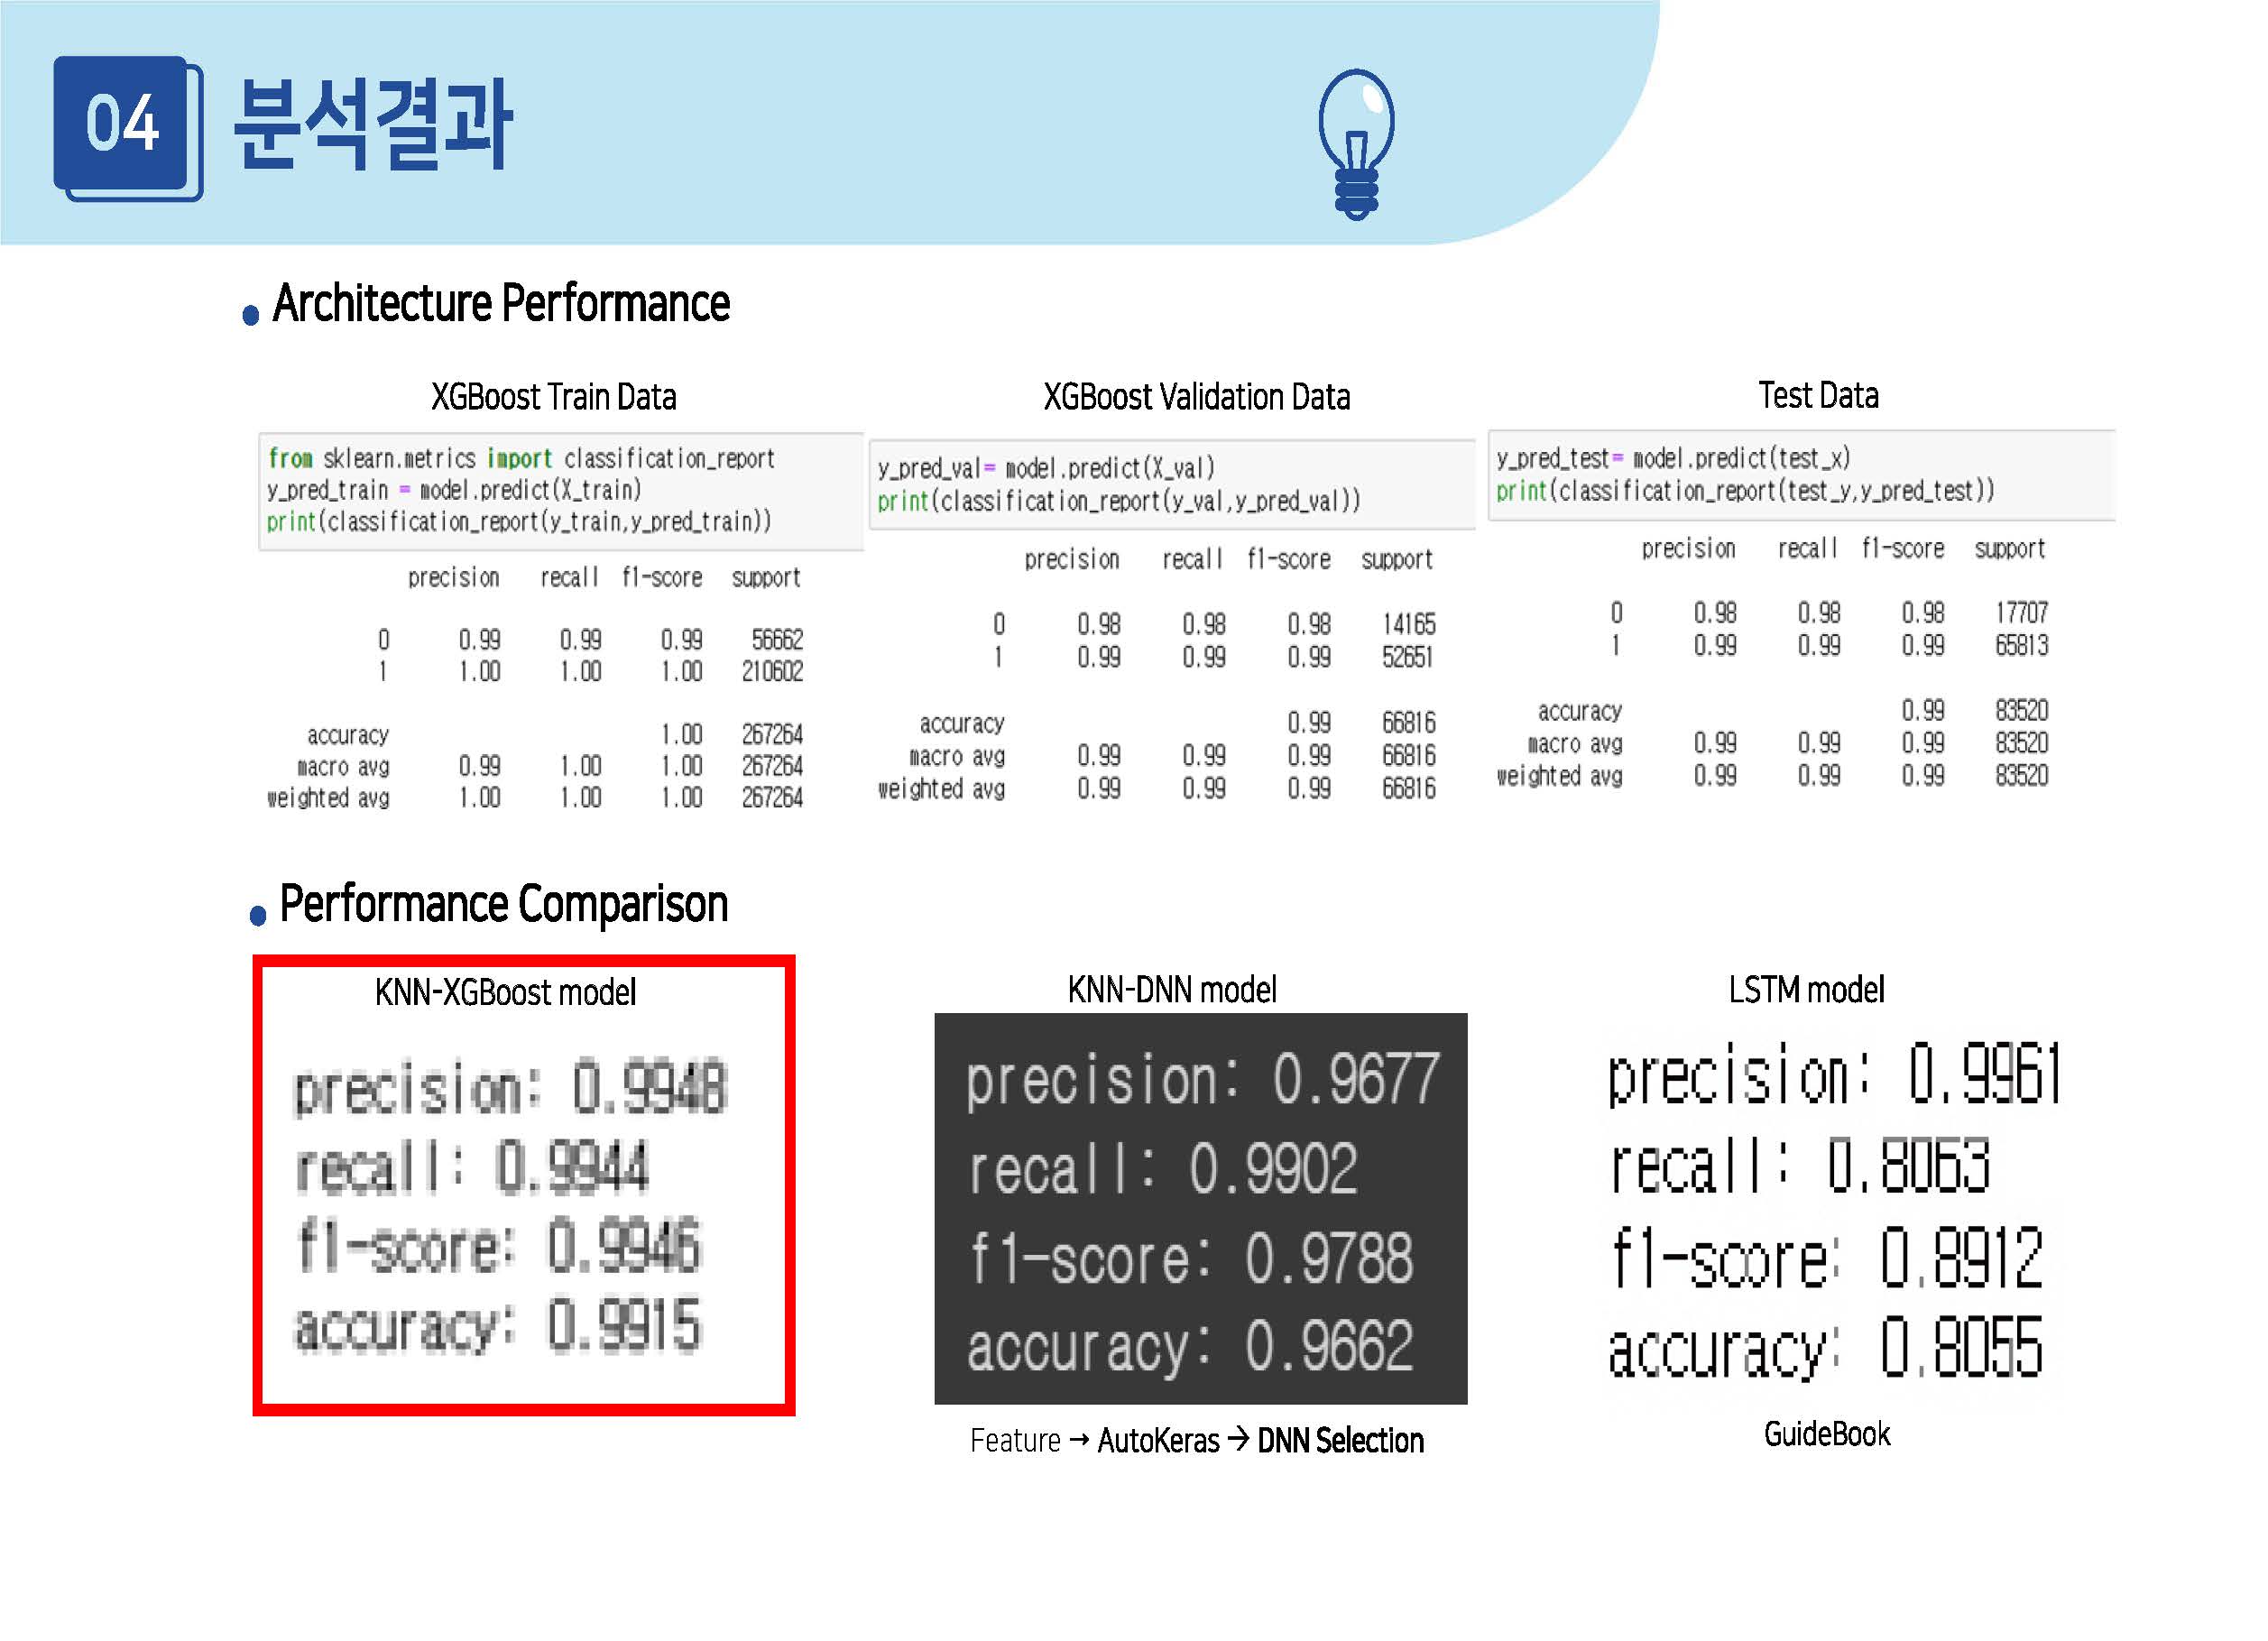 04 분석결과
Architecture Performance
XGBoost Train Data
from sklearn.metrics import classification_report
y_pred_train = model.predict(X_train)
print(classification_report(y_train,y_pred_train))
precision recall f1-score support
0 0.99 0.99 0.99 56662
1 1.00 1.00 1.00 210602
accuracy 1.00 267264
macro avg 0.99 1.00 1.00 267264
weighted avg 1.00 1.00 1.00 267264
XGBoost Validation Data
y_pred_val= model.predict(X_val)
print(classification_report(y_val,y_pred_val))
precision recall f1-score support
0 0.98 0.98 0.98 14165
1 0.99 0.99 0.99 52651
accuracy 0.99 66816
macro avg 0.99 0.99 0.99 66816
weighted avg 0.99 0.99 0.99 66816
Test Data
y_pred_test= model.predict(test_x)
print(classification_report(test_y,y_pred_test))
precision recall f1-score support
0 0.98 0.98 0.98 17707
1 0.99 0.99 0.99 65813
accuracy 0.99 83520
macro avg 0.99 0.99 0.99 83520
weighted avg 0.99 0.99 0.99 83520
Performance Comparison
KNN-XGBoost model
precision: 0.9948
recall: 0.9944
f1-score: 0.9946
accuracy: 0.9915
KNN-DNN model
precision: 0.9677
recall: 0.9902
f1-score: 0.9788
accuracy: 0.9662
Feature → AutoKeras → DNN Selection
LSTM model
precision: 0.9961
recall: 0.8063
f1-score: 0.8912
accuracy: 0.8055
GuideBook